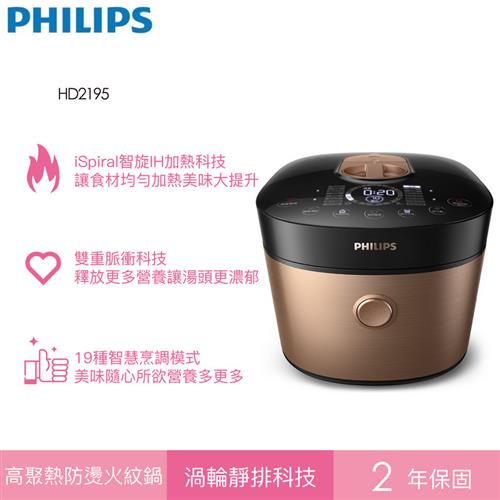 PHILIPS
HD2195
iSpiral智旋IH加熱科技
讓食材均勻加熱美味大提升
雙重脈衝科技
釋放更多營養讓湯頭更濃郁
19種智慧烹調模式
美味隨心所欲營養多更多
0:20
PHILIPS
高聚熱防燙火紋鍋
渦輪靜排科技
2 年保固